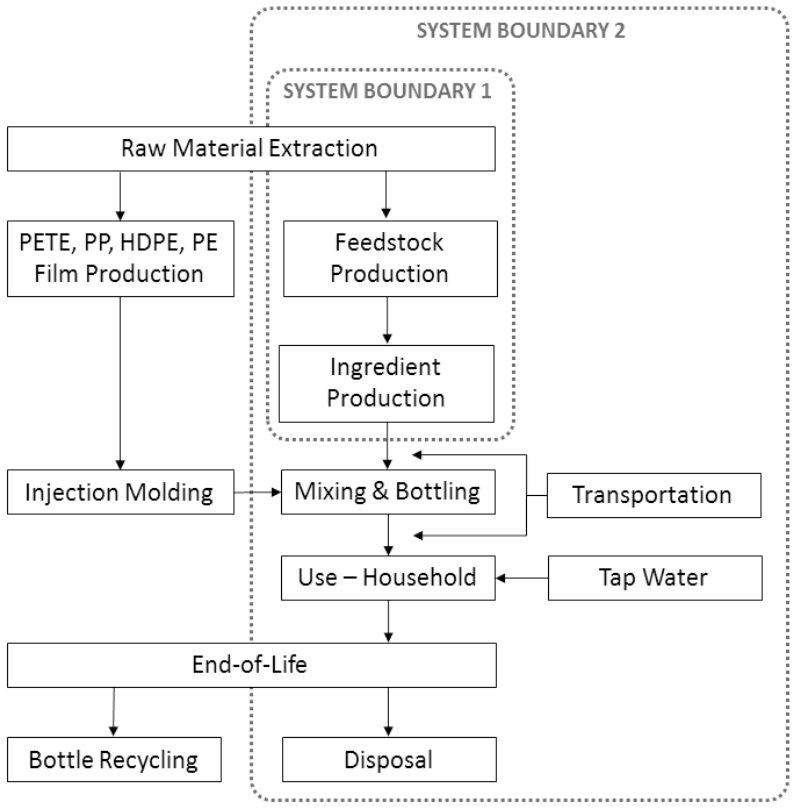 SYSTEM BOUNDARY 2
SYSTEM BOUNDARY 1
Raw Material Extraction
PETE, PP, HDPE, PE
Film Production
Feedstock
Production
Ingredient
Production
Injection Molding
Mixing & Bottling
Transportation
Use – Household
Tap Water
End-of-Life
Bottle Recycling
Disposal